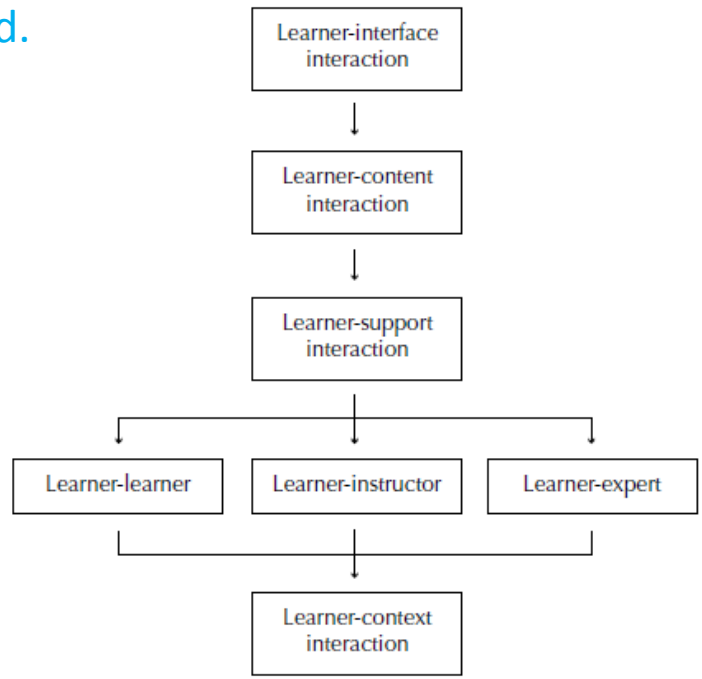 d.
Learner-interface
interaction
Learner-content
interaction
Learner-support
interaction
Learner-learner
Learner-instructor
Learner-expert
Learner-context
interaction